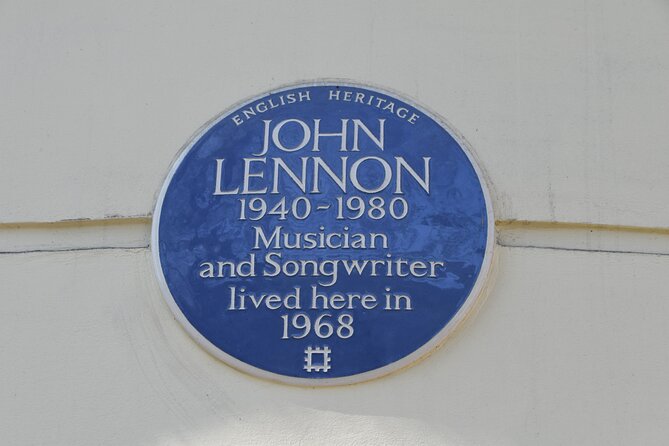 ENGLISH HERITAGE
JOHN
LENNON
1940-1980
Musician
and Songwriter
lived here in
1968